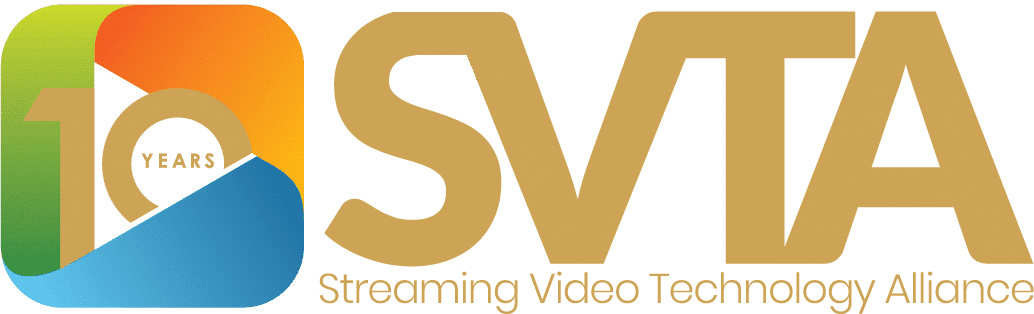 10
YEARS
SVTA
Streaming Video Technology Alliance